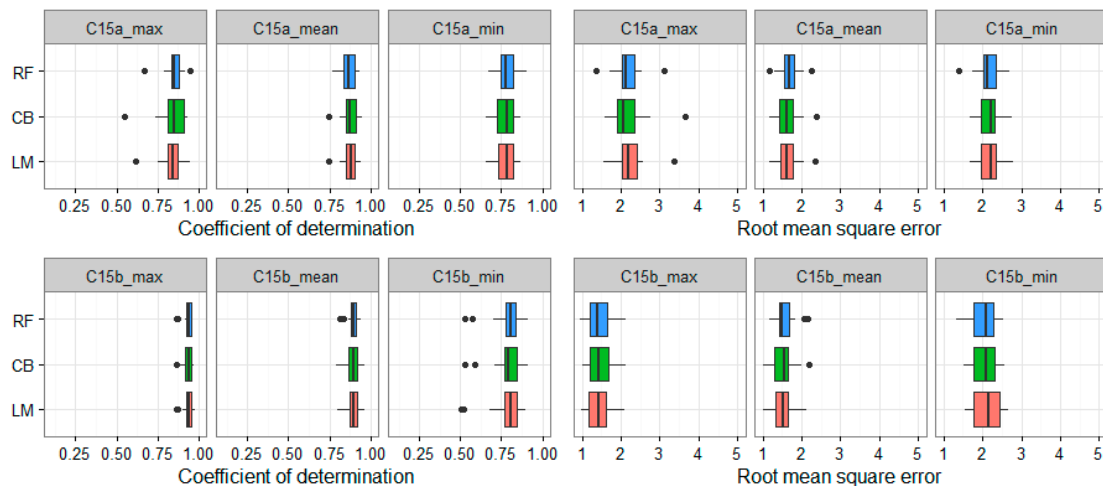 C15a_max C15a_mean C15a_min C15a_max C15a_mean C15a_min
RF
CB
LM
0.25 0.50 0.75 1.00 0.25 0.50 0.75 1.00 0.25 0.50 0.75 1.00 1 2 3 4 5 1 2 3 4 5 1 2 3 4 5
Coefficient of determination Root mean square error
C15b_max C15b_mean C15b_min C15b_max C15b_mean C15b_min
RF
CB
LM
0.25 0.50 0.75 1.00 0.25 0.50 0.75 1.00 0.25 0.50 0.75 1.00 1 2 3 4 5 1 2 3 4 5 1 2 3 4 5
Coefficient of determination Root mean square error